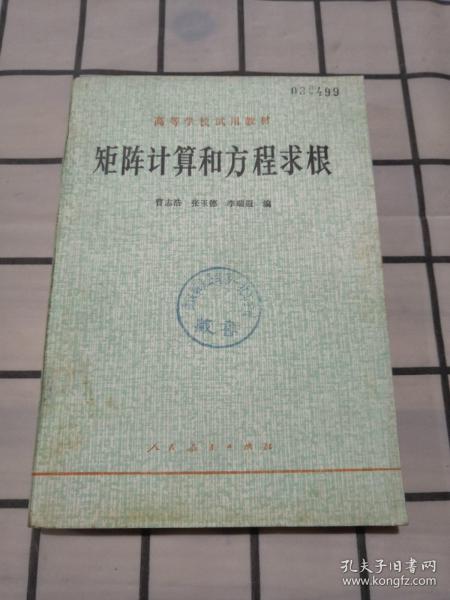 036499
高等学校试用教材
矩阵计算和方程求根
曹志浩 张玉德 李瑞遐 编
藏书
人民教育出版社
孔夫子旧书网
www.kongfz.com